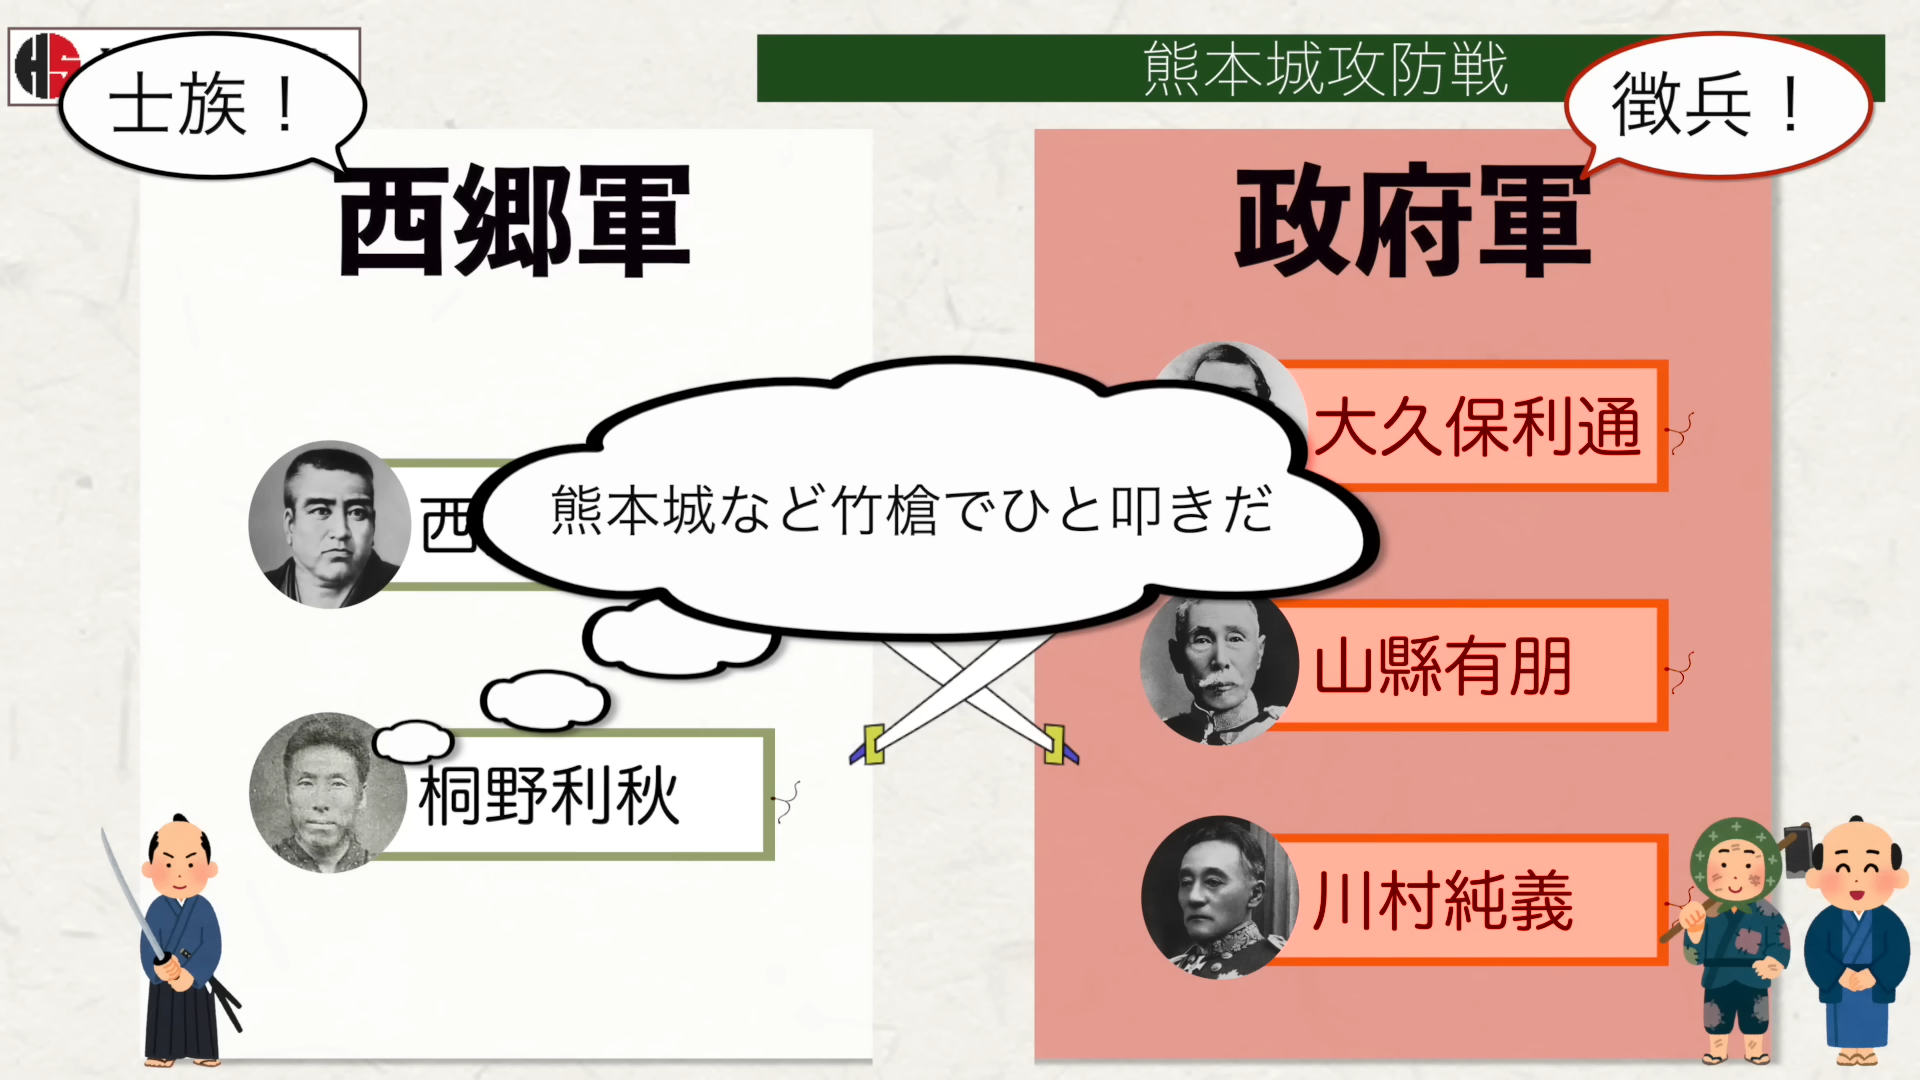 HS
士族！
熊本城攻防戦
徴兵！
西郷軍
政府軍
大久保利通
熊本城など竹槍でひと叩きだ
西
山縣有朋
桐野利秋
川村純義